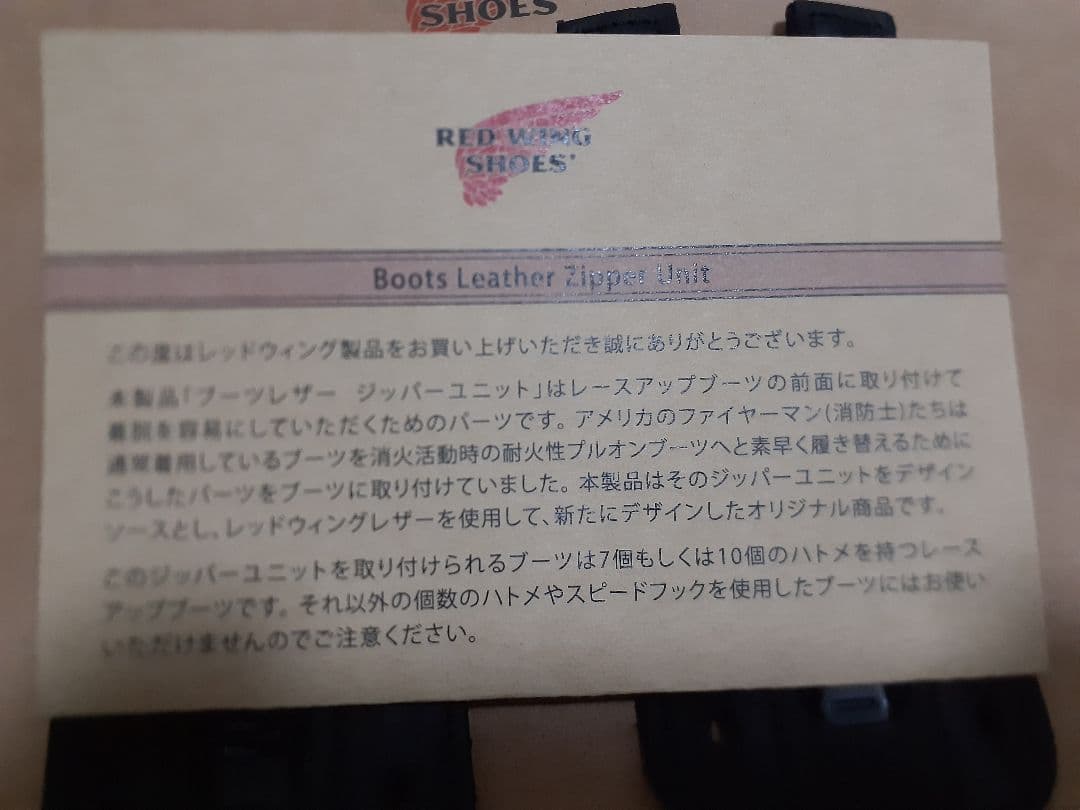 SHOES
RED WING
SHOES®
Boots Leather Zipper Unit
この度はレッドウィング製品をお買い上げいただき誠にありがとうございます。
本製品「ブーツレザー ジッパーユニット」はレースアップブーツの前面に取り付けて
着脱を容易にしていただくためのパーツです。アメリカのファイヤーマン(消防士)たちは
通常着用しているブーツを消火活動時の耐火性プルオンブーツへと素早く履き替えるために
こうしたパーツをブーツに取り付けていました。本製品はそのジッパーユニットをデザイン
ソースとし、レッドウィングレザーを使用して、新たにデザインしたオリジナル商品です。
このジッパーユニットを取り付けられるブーツは7個もしくは10個のハトメを持つレース
アップブーツです。それ以外の個数のハトメやスピードフックを使用したブーツにはお使い
いただけませんのでご注意ください。